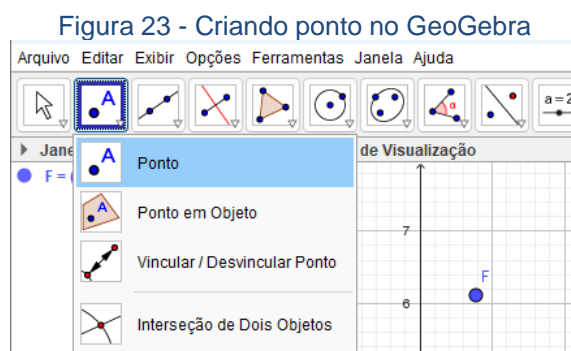 Figura 23 - Criando ponto no GeoGebra
Arquivo Editar Exibir Opções Ferramentas Janela Ajuda
A
α
a=2
Jane
de Visualização
F = (
A
Ponto
A
Ponto em Objeto
7
Vincular / Desvincular Ponto
F
6
Interseção de Dois Objetos